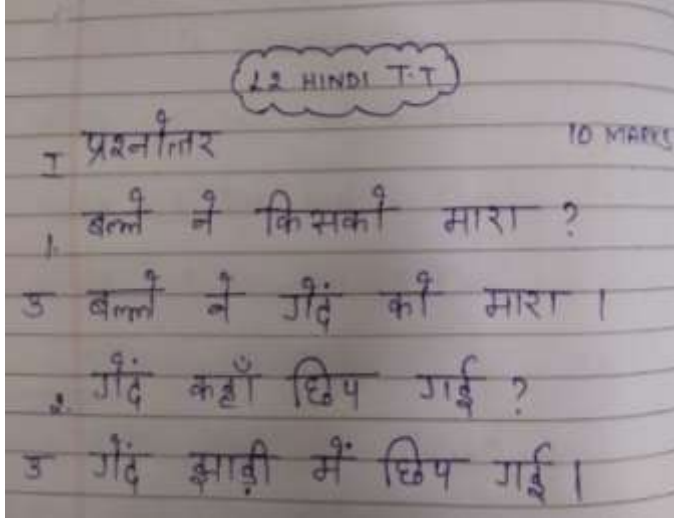 L2 HINDI T.T
I प्रश्नोत्तर 10 MARKS
1. बल्ले ने किसको मारा ?
उ बल्ले ने गेदं को मारा ।
2. गेंद कहाँ छिप गई ?
उ गेंद झाड़ी में छिप गई ।